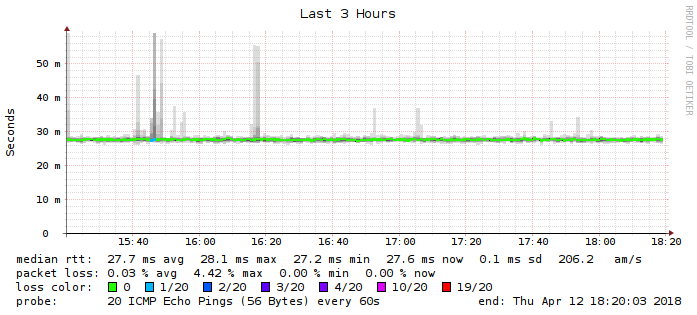 Last 3 Hours
RRDTOOL / TOBI OETIKER
Seconds
50 m
40 m
30 m
20 m
10 m
0
15:40 16:00 16:20 16:40 17:00 17:20 17:40 18:00 18:20
median rtt: 27.7 ms avg 28.1 ms max 27.2 ms min 27.6 ms now 0.1 ms sd 206.2 am/s
packet loss: 0.03 % avg 4.42 % max 0.00 % min 0.00 % now
loss color: 0 1/20 2/20 3/20 4/20 10/20 19/20
probe: 20 ICMP Echo Pings (56 Bytes) every 60s end: Thu Apr 12 18:20:03 2018